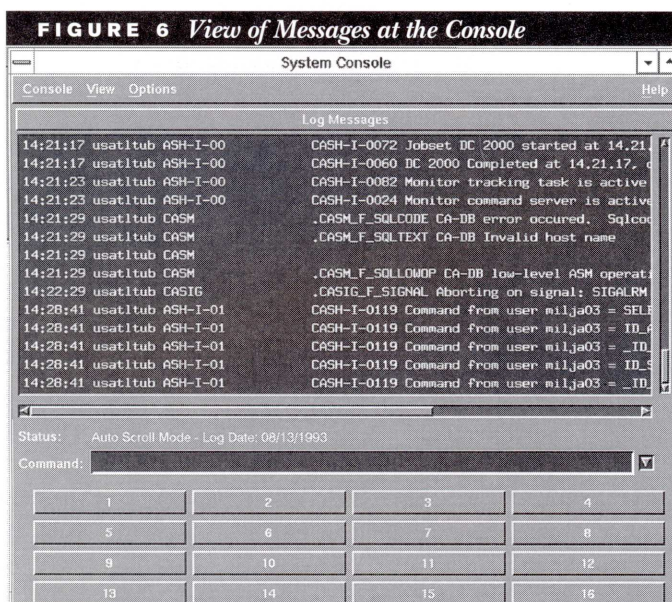 FIGURE 6 View of Messages at the Console
System Console
Console View Options Help
Log Messages
14:21:17 usatltub ASH-I-00 CASH-I-0072 Jobset DC 2000 started at 14.21.
14:21:17 usatltub ASH-I-00 CASH-I-0060 DC 2000 Completed at 14.21.17,
14:21:23 usatltub ASH-I-00 CASH-I-0082 Monitor tracking task is active
14:21:29 usatltub ASH-I-00 CASH-I-0024 Monitor command server is active
14:21:29 usatltub CASM .CASM_F_SQLCODE CA-DB error occured. Sqlcod
14:21:29 usatltub CASM .CASM_F_SQLTEXT CA-DB Invalid host name
14:21:29 usatltub CASM
14:21:29 usatltub CASM .CASM_F_SQLLOWOP CA-DB low-level ASM operati
14:22:29 usatltub CASIG .CASIG_F_SIGNAL Aborting on signal: SIGALRM
14:28:41 usatltub ASH-I-01 CASH-I-0119 Command from user milja03 = SELE
14:28:41 usatltub ASH-I-01 CASH-I-0119 Command from user milja03 = ID_A
14:28:41 usatltub ASH-I-01 CASH-I-0119 Command from user milja03 = _ID_
14:28:41 usatltub ASH-I-01 CASH-I-0119 Command from user milja03 = ID_S
14:28:41 usatltub ASH-I-01 CASH-I-0119 Command from user milja03 = _ID_
Status: Auto Scroll Mode - Log Date: 08/13/1993
Command:
1 2 3 4
5 6 7 8
9 10 11 12
13 14 15 16